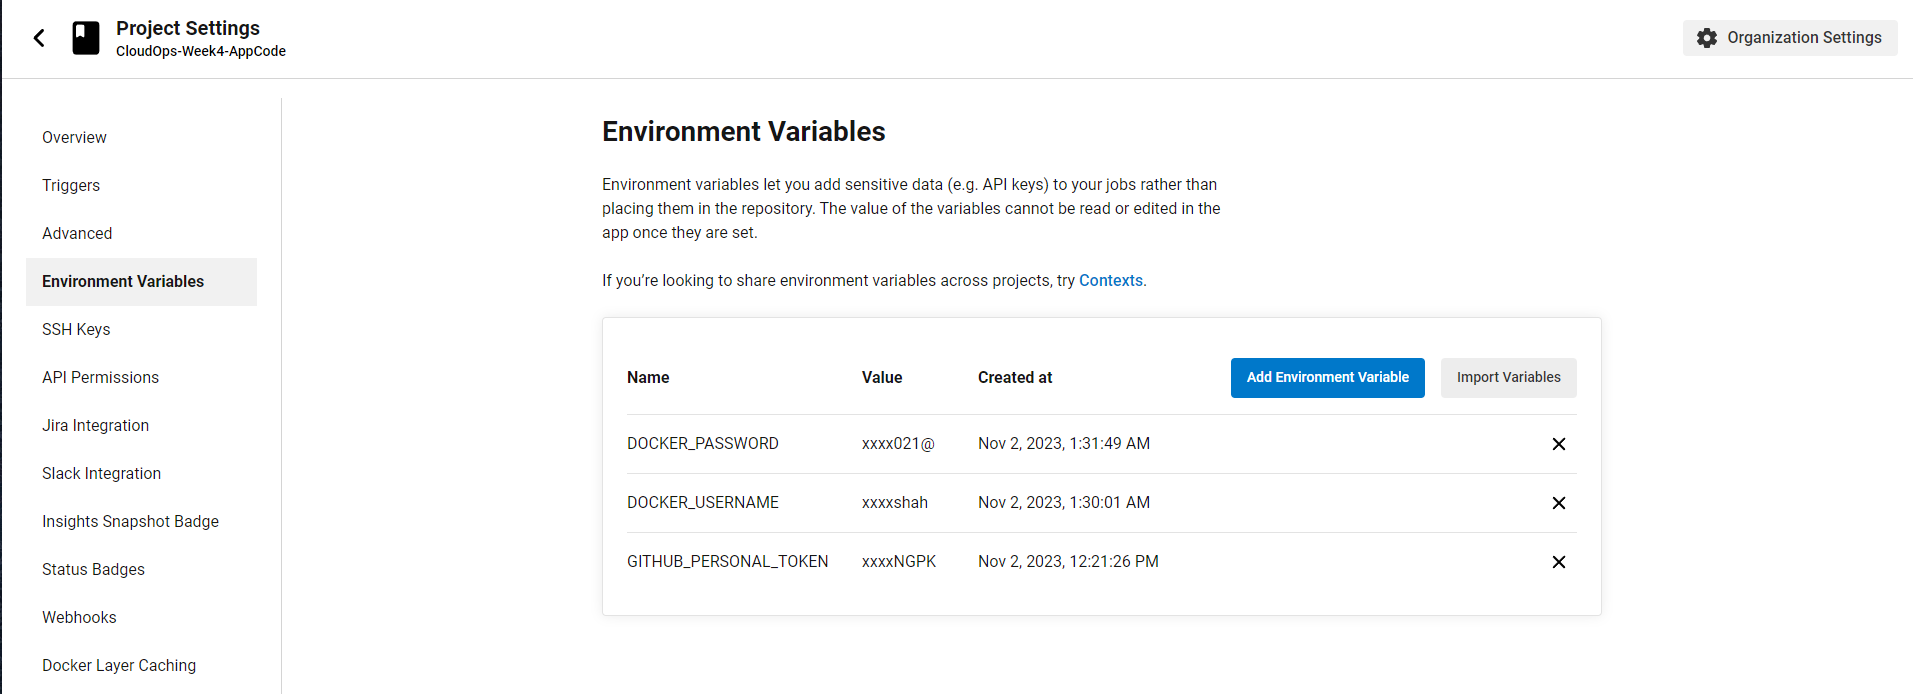 Project Settings
CloudOps-Week4-AppCode
Organization Settings
Overview
Triggers
Advanced
Environment Variables
SSH Keys
API Permissions
Jira Integration
Slack Integration
Insights Snapshot Badge
Status Badges
Webhooks
Docker Layer Caching
Environment Variables
Environment variables let you add sensitive data (e.g. API keys) to your jobs rather than
placing them in the repository. The value of the variables cannot be read or edited in the
app once they are set.
If you’re looking to share environment variables across projects, try Contexts.
Name Value Created at Add Environment Variable Import Variables
DOCKER_PASSWORD xxxx021@ Nov 2, 2023, 1:31:49 AM
DOCKER_USERNAME xxxxshah Nov 2, 2023, 1:30:01 AM
GITHUB_PERSONAL_TOKEN xxxxNGPK Nov 2, 2023, 12:21:26 PM